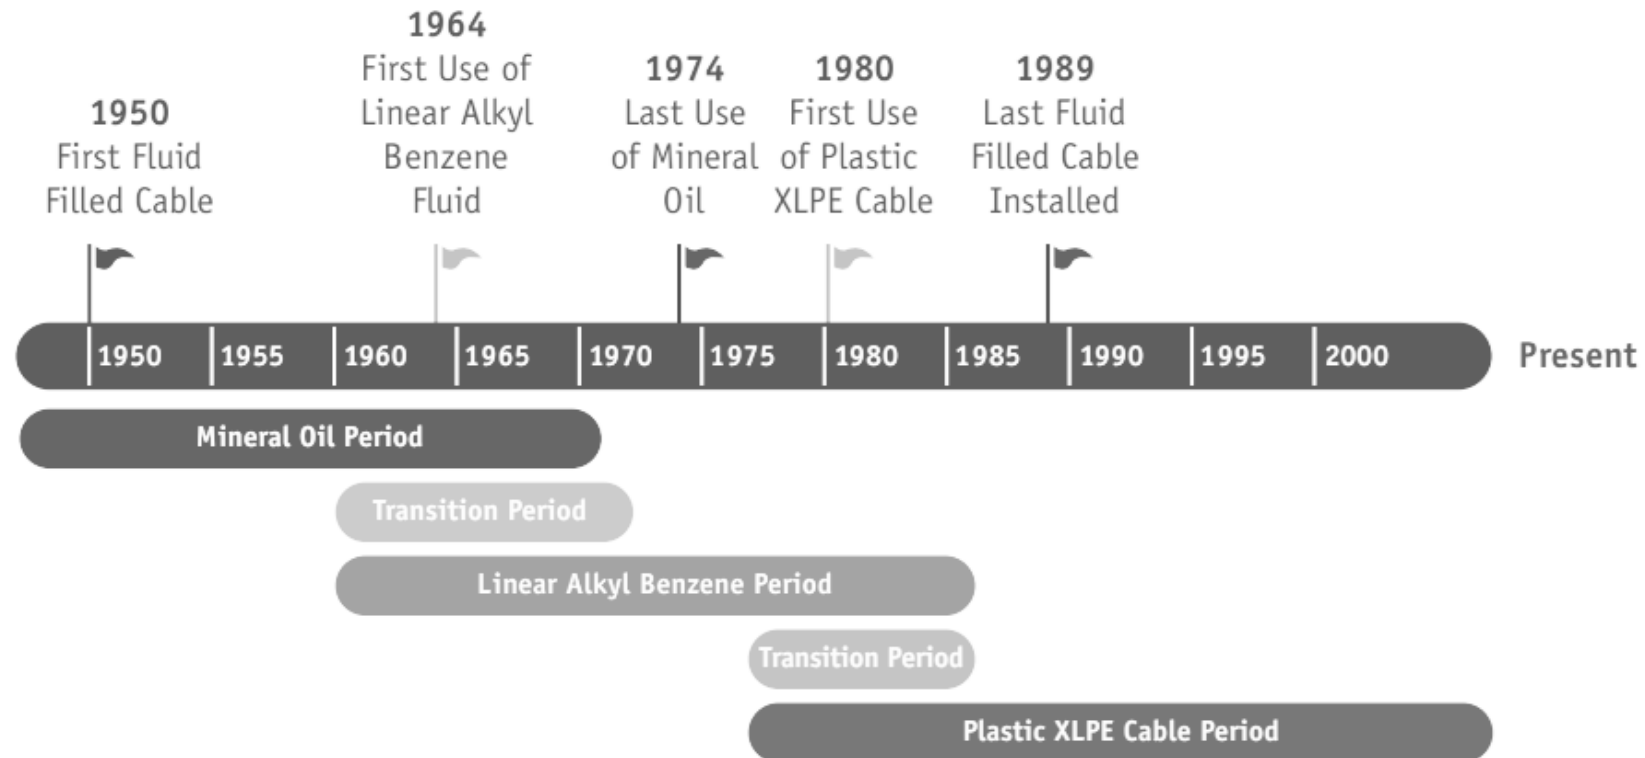 1950
First Fluid
Filled Cable
1964
First Use of
Linear Alkyl
Benzene
Fluid
1974
Last Use
of Mineral
Oil
1980
First Use
of Plastic
XLPE Cable
1989
Last Fluid
Filled Cable
Installed
1950 1955 1960 1965 1970 1975 1980 1985 1990 1995 2000 Present
Mineral Oil Period
Transition Period
Linear Alkyl Benzene Period
Transition Period
Plastic XLPE Cable Period